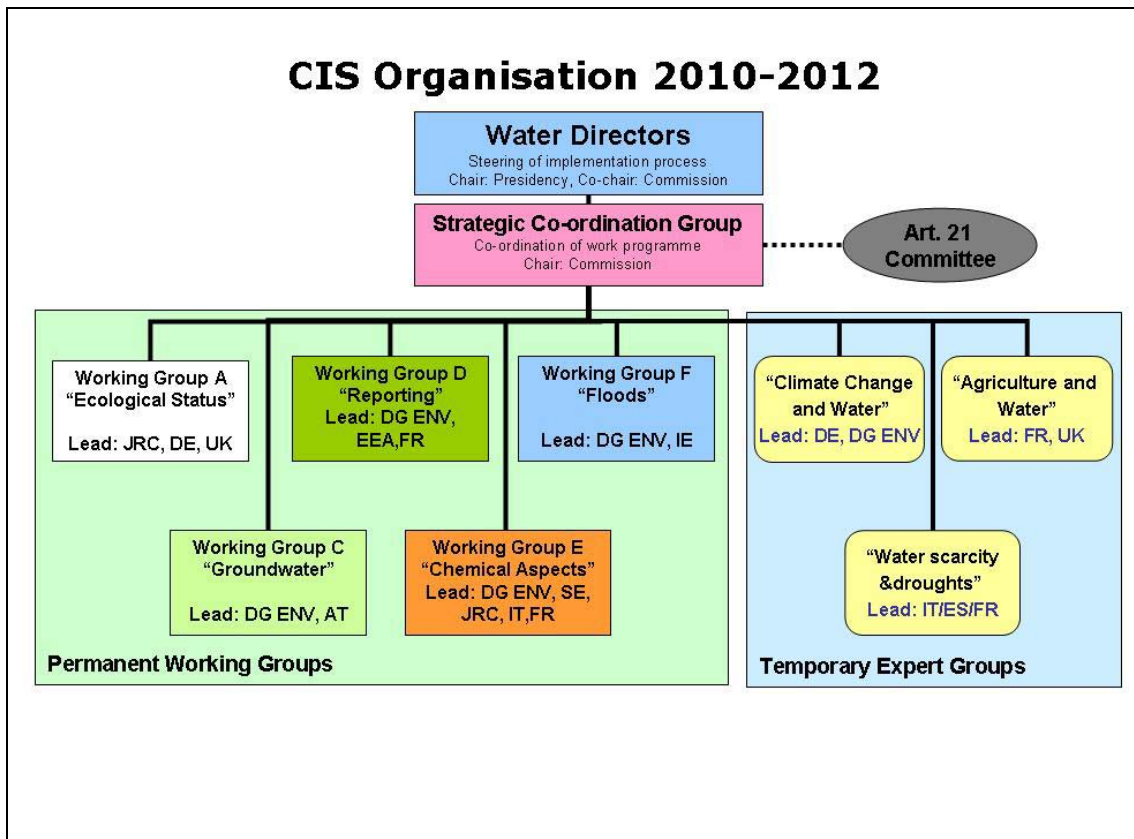 CIS Organisation 2010-2012
Water Directors
Steering of implementation process
Chair: Presidency, Co-chair: Commission
Strategic Co-ordination Group
Co-ordination of work programme
Chair: Commission
Art. 21
Committee
Working Group A
“Ecological Status”
Lead: JRC, DE, UK
Working Group D
“Reporting”
Lead: DG ENV,
EEA,FR
Working Group F
“Floods”
Lead: DG ENV, IE
Working Group C
“Groundwater”
Lead: DG ENV, AT
Working Group E
“Chemical Aspects”
Lead: DG ENV, SE,
JRC, IT,FR
Permanent Working Groups
“Climate Change
and Water”
Lead: DE, DG ENV
“Agriculture and
Water”
Lead: FR, UK
“Water scarcity
&droughts”
Lead: IT/ES/FR
Temporary Expert Groups